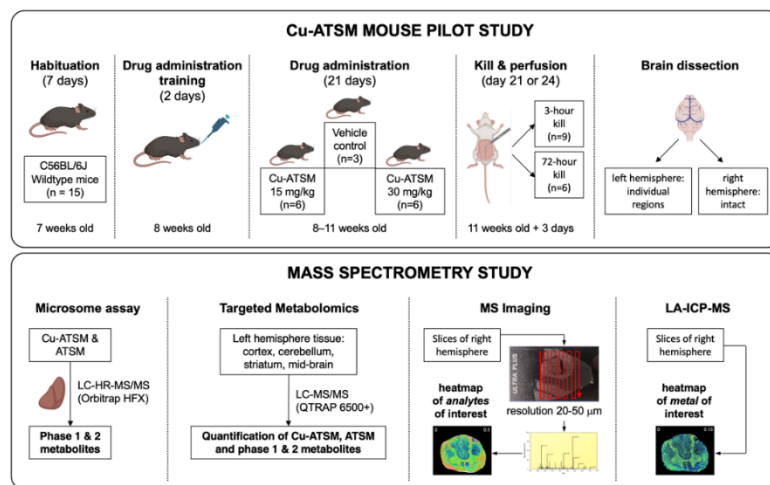 Cu-ATSM MOUSE PILOT STUDY
Habituation
(7 days)
C56BL/6J
Wildtype mice
(n = 15)
7 weeks old
Drug administration
training
(2 days)
8 weeks old
Drug administration
(21 days)
Vehicle
control
(n=3)
Cu-ATSM
15 mg/kg
(n=6)
Cu-ATSM
30 mg/kg
(n=6)
8–11 weeks old
Kill & perfusion
(day 21 or 24)
3-hour
kill
(n=9)
72-hour
kill
(n=6)
11 weeks old + 3 days
Brain dissection
left hemisphere:
individual
regions
right
hemisphere:
intact
MASS SPECTROMETRY STUDY
Microsome assay
Cu-ATSM &
ATSM
LC-HR-MS/MS
(Orbitrap HFX)
Phase 1 & 2
metabolites
Targeted Metabolomics
Left hemisphere tissue:
cortex, cerebellum,
striatum, mid-brain
LC-MS/MS
(QTRAP 6500+)
Quantification of Cu-ATSM, ATSM
and phase 1 & 2 metabolites
MS Imaging
Slices of right
hemisphere
ULTRA PLUS
resolution 20-50 µm
heatmap
of analytes of
interest
0
LA-ICP-MS
Slices of right
hemisphere
heatmap
of metal of
interest
0 0.15